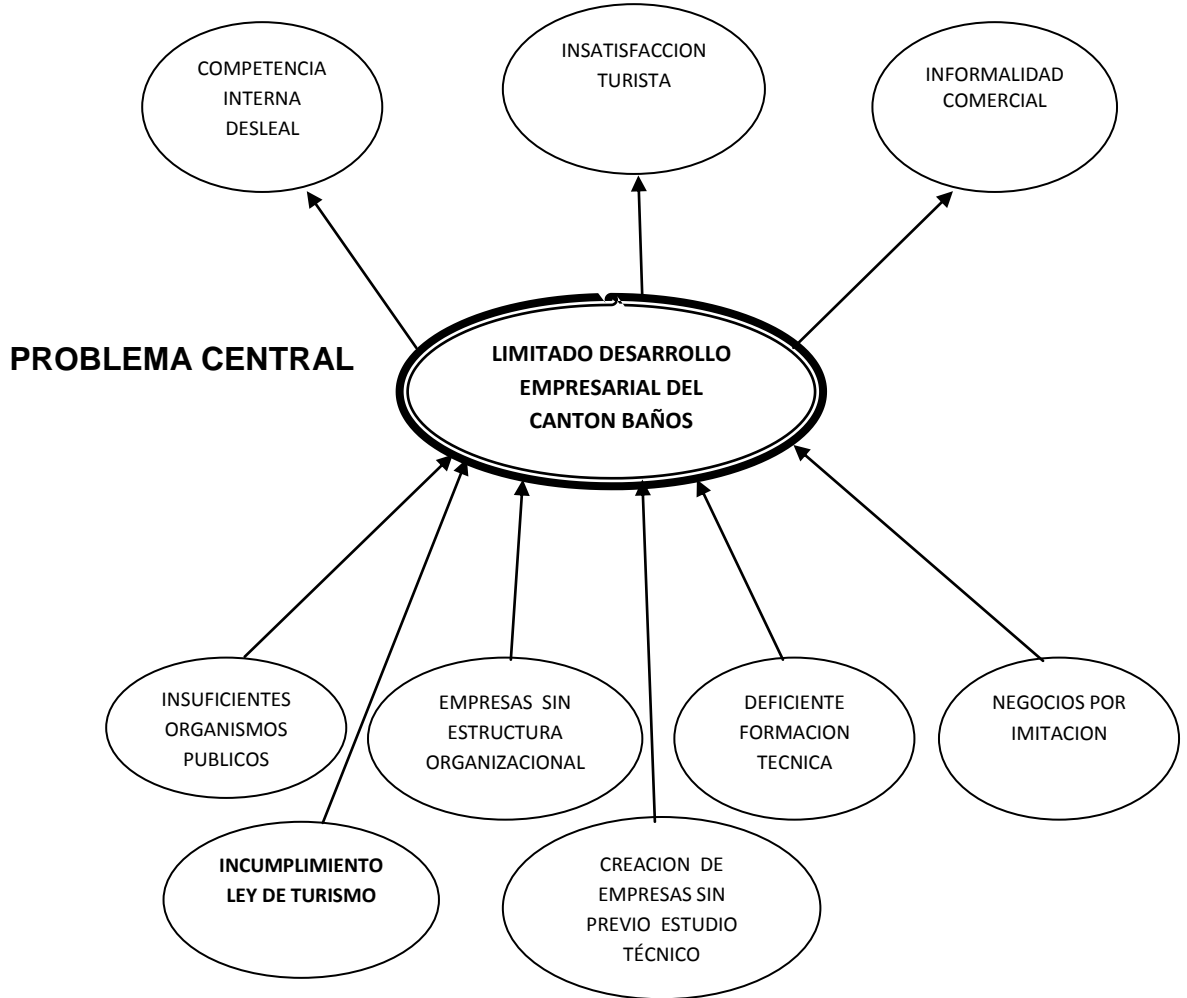 COMPETENCIA
INTERNA
DESLEAL
INSATISFACCION
TURISTA
INFORMALIDAD
COMERCIAL
PROBLEMA CENTRAL
LIMITADO DESARROLLO
EMPRESARIAL DEL
CANTON BAÑOS
INSUFICIENTES
ORGANISMOS
PUBLICOS
EMPRESAS SIN
ESTRUCTURA
ORGANIZACIONAL
DEFICIENTE
FORMACION
TECNICA
NEGOCIOS POR
IMITACION
INCUMPLIMIENTO
LEY DE TURISMO
CREACION DE
EMPRESAS SIN
PREVIO ESTUDIO
TÉCNICO